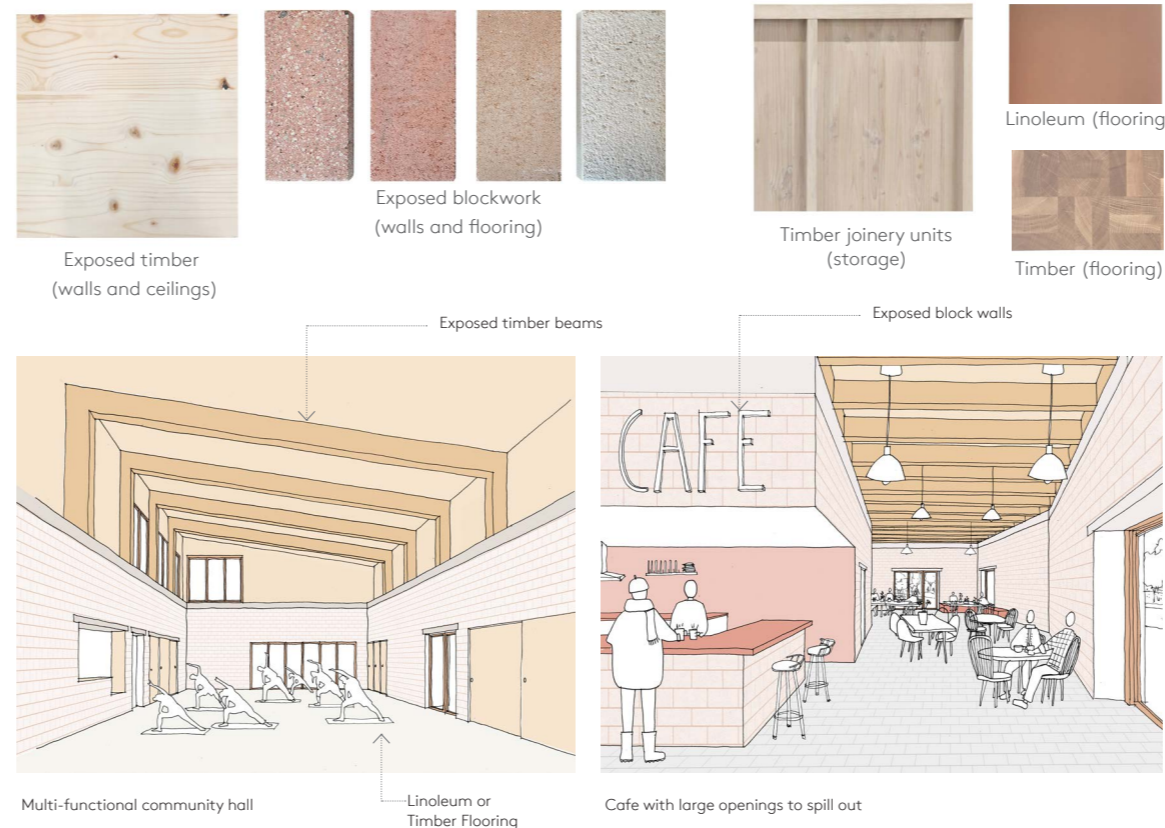 Exposed timber
(walls and ceilings)
Exposed blockwork
(walls and flooring)
Timber joinery units
(storage)
Linoleum (flooring
Timber (flooring)
Exposed timber beams
Exposed block walls
CAFE
Multi-functional community hall
Linoleum or
Timber Flooring
Cafe with large openings to spill out